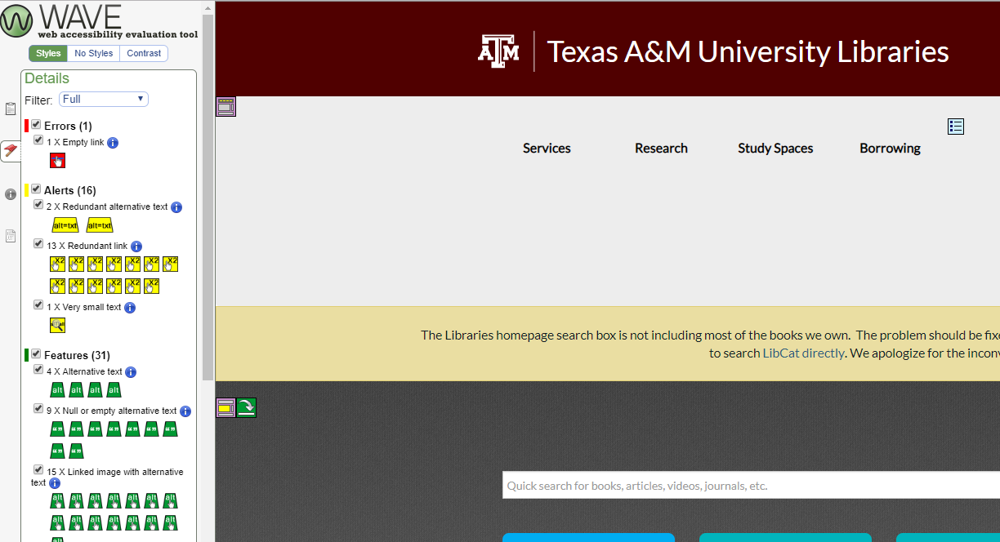 WAVE
web accessibility evaluation tool
Styles No Styles Contrast
Details
Filter: Full
Errors (1)
1 X Empty link
Alerts (16)
2 X Redundant alternative text
alt=txt alt=txt
13 X Redundant link
X2 X2 X2 X2 X2 X2 X2
X2 X2 X2 X2 X2 X2
1 X Very small text
Features (31)
4 X Alternative text
alt alt alt alt
9 X Null or empty alternative text
15 X Linked image with alternative
text
alt alt alt alt alt alt alt
alt alt alt alt alt alt alt
alt
ATM Texas A&M University Libraries
Services Research Study Spaces Borrowing
The Libraries homepage search box is not including most of the books we own. The problem should be fixe
to search LibCat directly. We apologize for the inconv
Quick search for books, articles, videos, journals, etc.